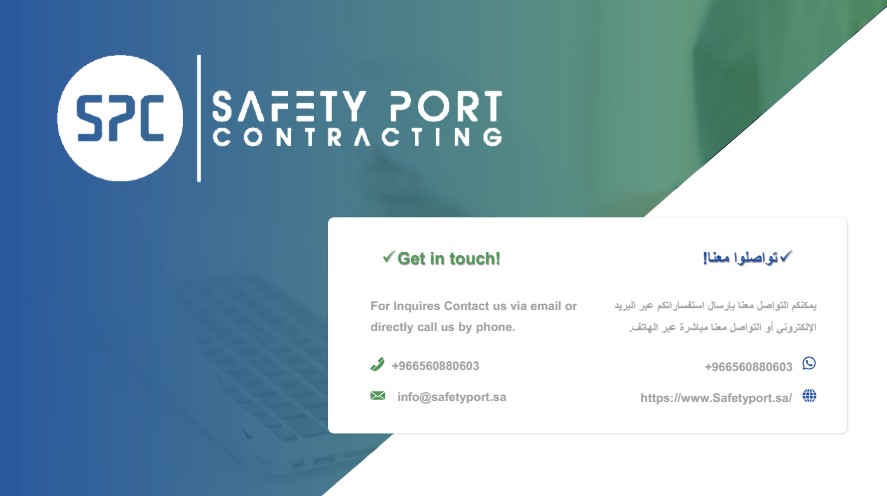 SPC
SAFETY PORT
CONTRACTING
✓Get in touch!
For Inquires Contact us via email or
directly call us by phone.
+966560880603
info@safetyport.sa
✓تواصلوا معنا!
يمكنكم التواصل معنا بإرسال استفساراتكم عبر البريد
الإلكتروني أو التواصل معنا مباشرة عبر الهاتف.
+966560880603
https://www.Safetyport.sa/